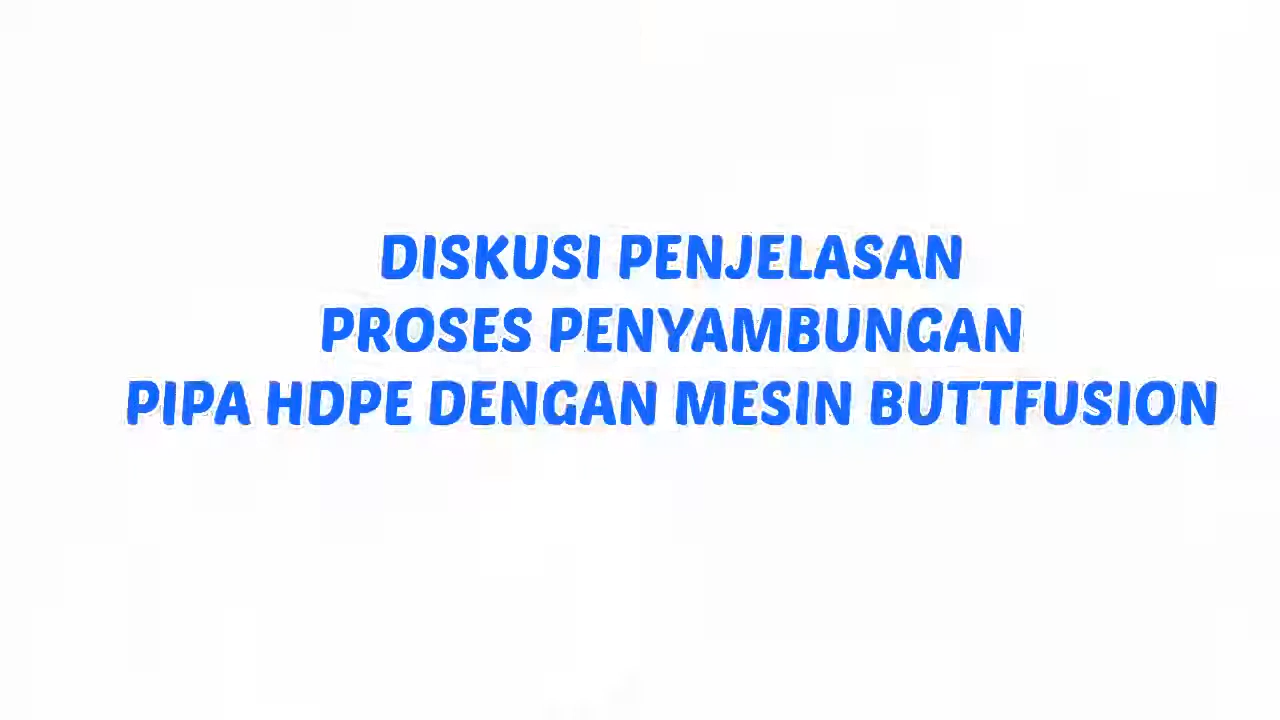 DISKUSI PENJELASAN
PROSES PENYAMBUNGAN
PIPA HDPE DENGAN MESIN BUTTFUSION